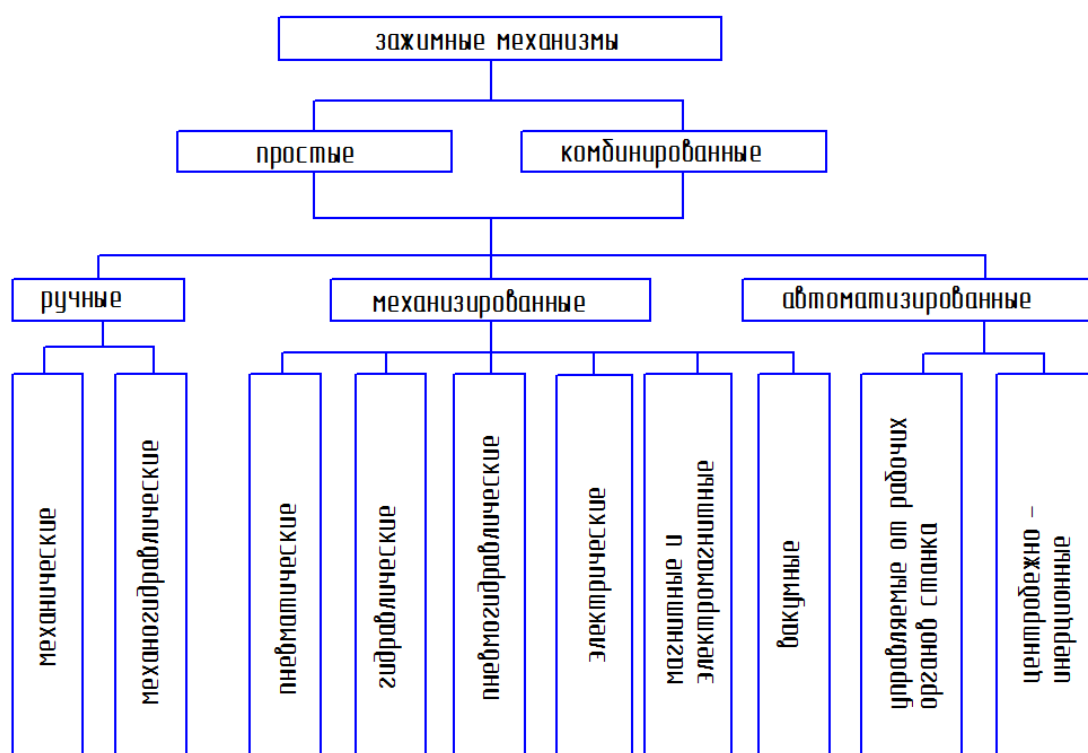 зажимные механизмы
простые
комбинированные
ручные
механизированные
автоматизированные
механические
механогидравлические
пневматические
гидравлические
пневмогидравлические
электрические
магнитные и
электромагнитные
вакумные
управляемые от рабочих
органов станка
центробежно –
инерционные